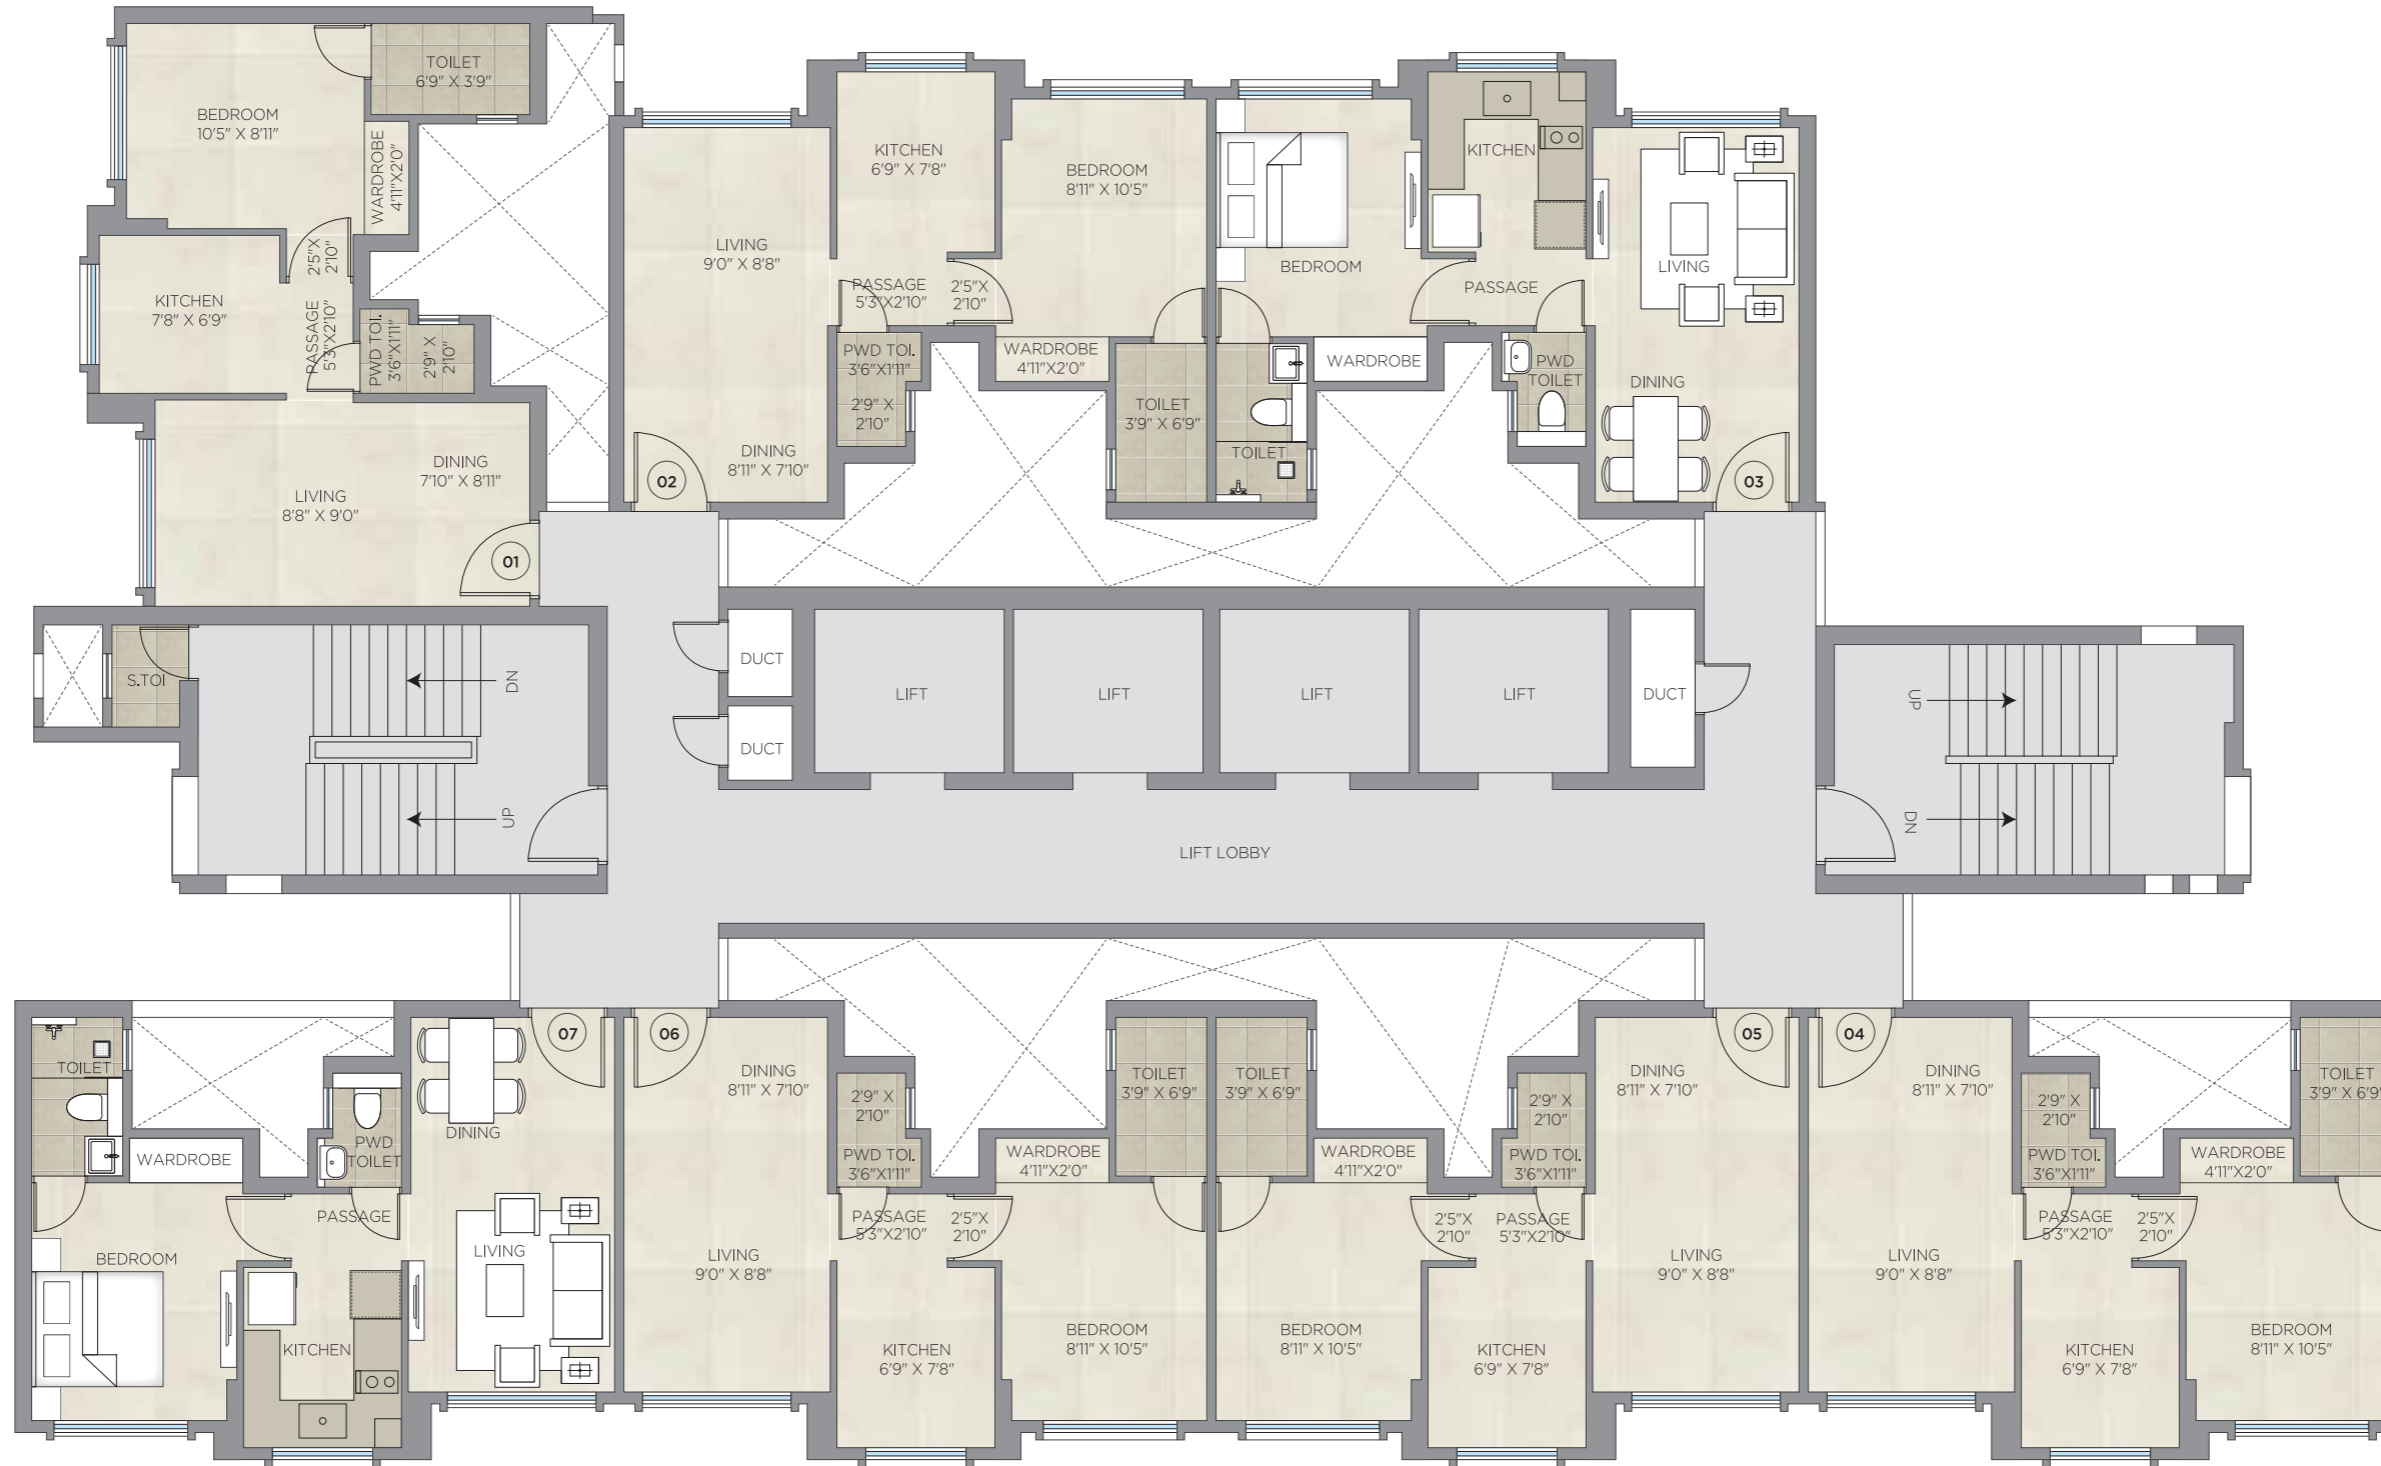 TOILET
6'9" X 3'9"
BEDROOM
10'5" X 8'11"
WARDROBE
4'11"X2'0"
2'5"X
2'10"
KITCHEN
7'8" X 6'9"
PASSAGE
5'3"X2'10"
PWD TOI.
3'6"X1'11"
2'9" X
2'10"
DINING
7'10" X 8'11"
LIVING
8'8" X 9'0"
01
KITCHEN
6'9" X 7'8"
BEDROOM
8'11" X 10'5"
LIVING
9'0" X 8'8"
PASSAGE
5'3"X2'10"
2'5"X
2'10"
PWD TOI.
3'6"X1'11"
2'9" X
2'10"
WARDROBE
4'11"X2'0"
TOILET
3'9" X 6'9"
DINING
8'11" X 7'10"
02
KITCHEN
BEDROOM
LIVING
PASSAGE
WARDROBE
PWD
TOILET
DINING
TOILET
03
S.TOI
DN
UP
DUCT
DUCT
LIFT
LIFT
LIFT
LIFT
DUCT
UP
DN
LIFT LOBBY
07
TOILET
PWD
TOILET
DINING
WARDROBE
PASSAGE
BEDROOM
LIVING
KITCHEN
06
DINING
8'11" X 7'10"
2'9" X
2'10"
TOILET
3'9" X 6'9"
PWD TOI.
3'6"X1'11"
WARDROBE
4'11"X2'0"
PASSAGE
5'3"X2'10"
2'5"X
2'10"
LIVING
9'0" X 8'8"
KITCHEN
6'9" X 7'8"
BEDROOM
8'11" X 10'5"
05
TOILET
3'9" X 6'9"
2'9" X
2'10"
DINING
8'11" X 7'10"
WARDROBE
4'11"X2'0"
PWD TOI.
3'6"X1'11"
2'5"X
2'10"
PASSAGE
5'3"X2'10"
LIVING
9'0" X 8'8"
BEDROOM
8'11" X 10'5"
KITCHEN
6'9" X 7'8"
04
DINING
8'11" X 7'10"
2'9" X
2'10"
TOILET
3'9" X 6'9"
PWD TOI.
3'6"X1'11"
WARDROBE
4'11"X2'0"
PASSAGE
5'3"X2'10"
2'5"X
2'10"
LIVING
9'0" X 8'8"
KITCHEN
6'9" X 7'8"
BEDROOM
8'11" X 10'5"